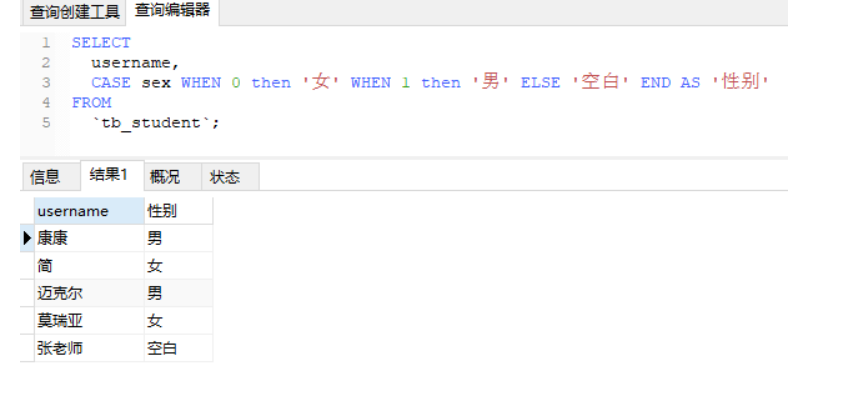 查询创建工具 查询编辑器
1 SELECT
2 username,
3 CASE sex WHEN 0 then '女' WHEN 1 then '男' ELSE '空白' END AS '性别'
4 FROM
5 `tb_student`;
信息 结果1 概况 状态
username 性别
康康 男
简 女
迈克尔 男
莫瑞亚 女
张老师 空白